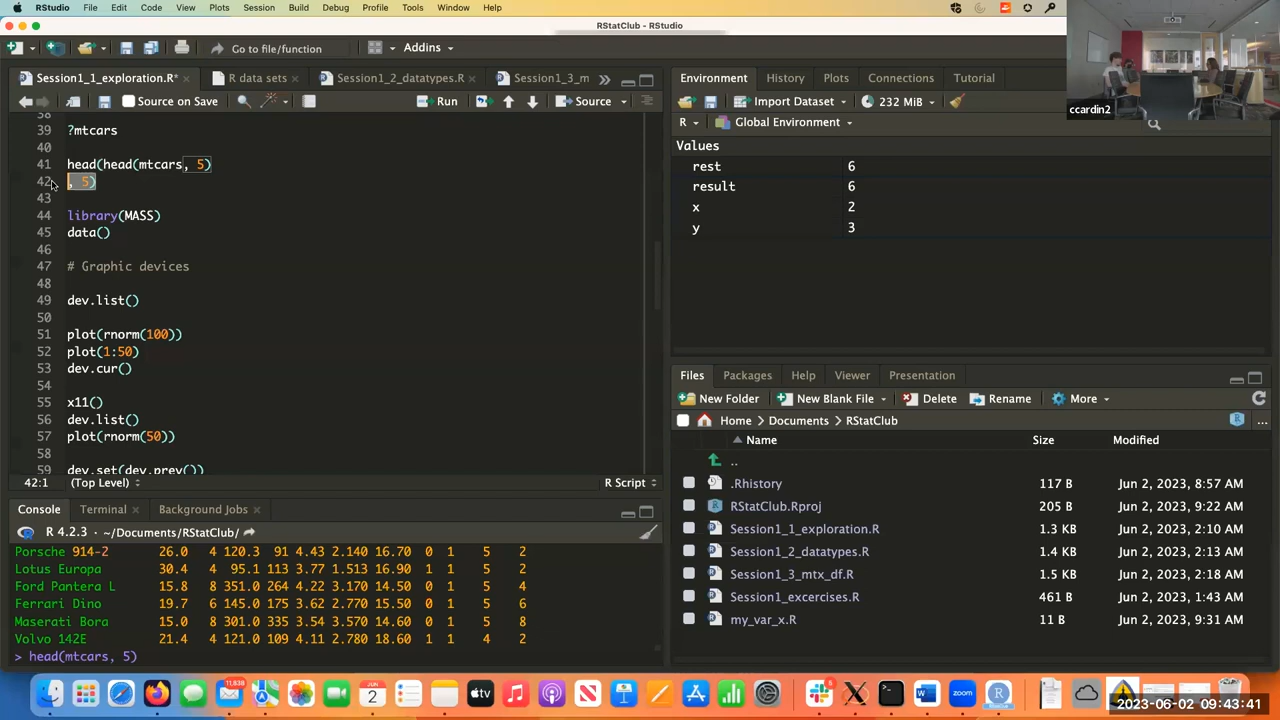 RStudio File Edit Code View Plots Session Build Debug Profile Tools Window Help
RStatClub - RStudio
Go to file/function Addins
Session1_1_exploration.R* R data sets Session1_2_datatypes.R Session1_3_m
Source on Save Run Source
38
39 ?mtcars
40
41 head(head(mtcars, 5)
42 , 5)
43
44 library(MASS)
45 data()
46
47 # Graphic devices
48
49 dev.list()
50
51 plot(rnorm(100))
52 plot(1:50)
53 dev.cur()
54
55 x11()
56 dev.list()
57 plot(rnorm(50))
58
59 dev.set(dev.prev())
42:1 (Top Level) R Script
Console Terminal Background Jobs
R 4.2.3 · ~/Documents/RStatClub/
Porsche 914-2 26.0 4 120.3 91 4.43 2.140 16.70 0 1 5 2
Lotus Europa 30.4 4 95.1 113 3.77 1.513 16.90 1 1 5 2
Ford Pantera L 15.8 8 351.0 264 4.22 3.170 14.50 0 1 5 4
Ferrari Dino 19.7 6 145.0 175 3.62 2.770 15.50 0 1 5 6
Maserati Bora 15.0 8 301.0 335 3.54 3.570 14.60 0 1 5 8
Volvo 142E 21.4 4 121.0 109 4.11 2.780 18.60 1 1 4 2
> head(mtcars, 5)
Environment History Plots Connections Tutorial
Import Dataset 232 MiB
R Global Environment
Values
rest 6
result 6
x 2
y 3
ccardin2
Files Packages Help Viewer Presentation
New Folder New Blank File Delete Rename More
Home Documents RStatClub
Name Size Modified
..
.Rhistory 117 B Jun 2, 2023, 8:57 AM
RStatClub.Rproj 205 B Jun 2, 2023, 9:22 AM
Session1_1_exploration.R 1.3 KB Jun 2, 2023, 2:10 AM
Session1_2_datatypes.R 1.4 KB Jun 2, 2023, 2:13 AM
Session1_3_mtx_df.R 1.5 KB Jun 2, 2023, 2:18 AM
Session1_excercises.R 461 B Jun 2, 2023, 1:43 AM
my_var_x.R 11 B Jun 2, 2023, 9:31 AM
11,838
JUN
2
tv
zoom
2023-06-02 09:43:41